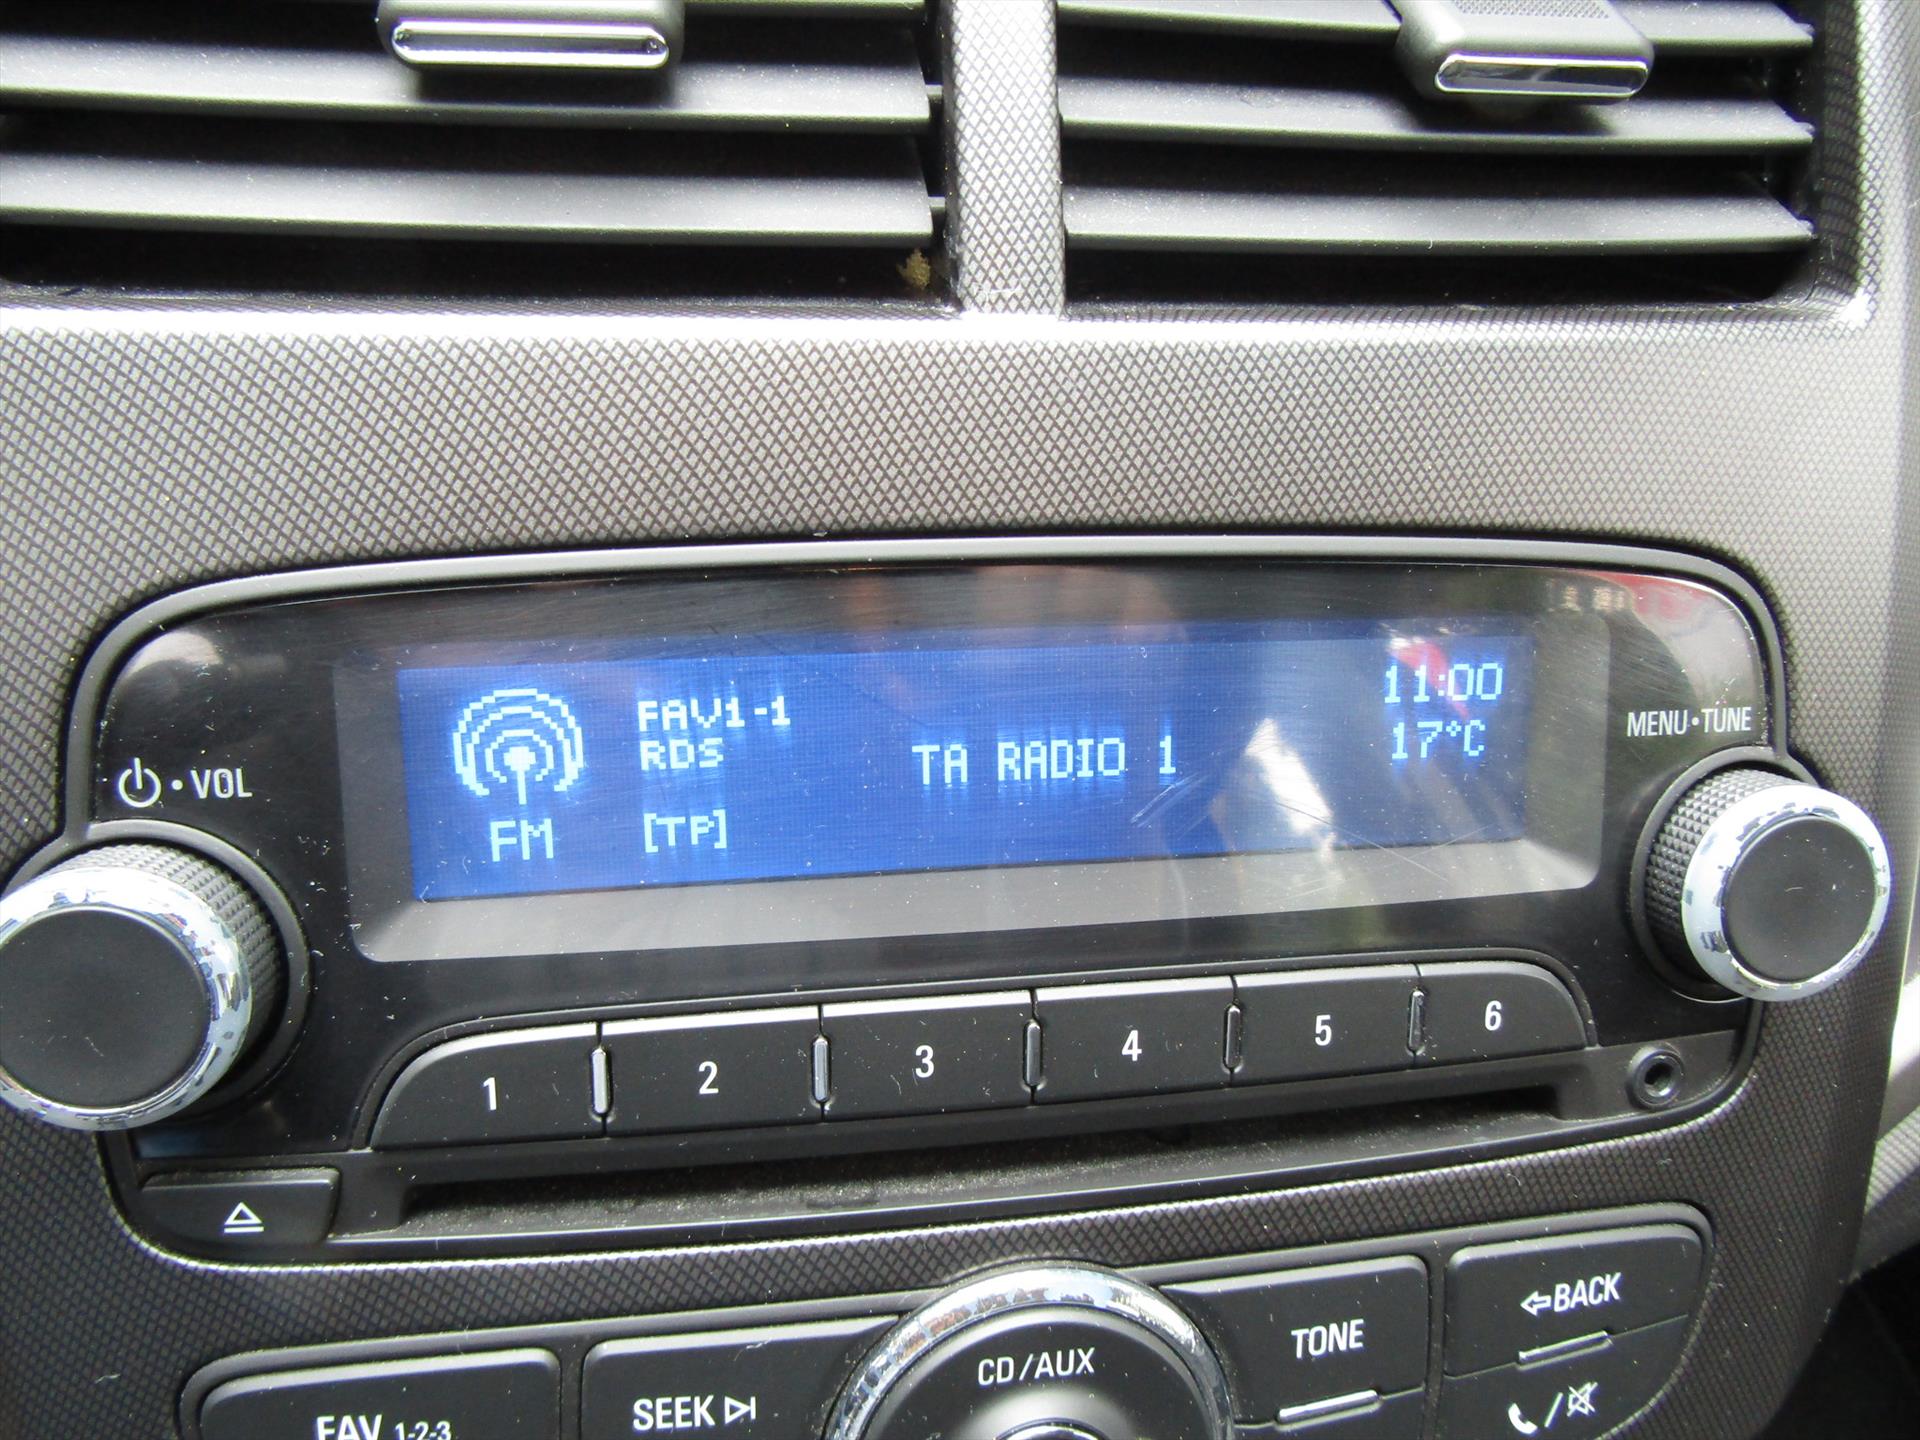 11:00
FAV1-1
RDS
TA RADIO 1
17°C
FM
[TP]
VOL
MENU•TUNE
1 2 3 4 5 6
BACK
TONE
CD/AUX
SEEK
FAV 1-2-3